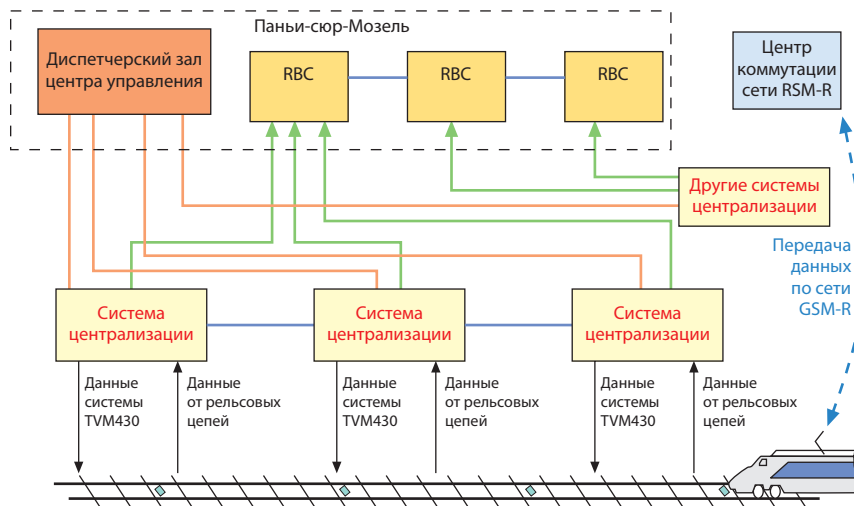 Паньи-сюр-Мозель
Диспетчерский зал
центра управления
RBC
RBC
RBC
Центр
коммутации
сети RSM-R
Другие системы
централизации
Передача
данных
по сети
GSM-R
Система
централизации
Система
централизации
Система
централизации
Данные
системы
TVM430
Данные
от рельсовых
цепей
Данные
системы
TVM430
Данные
от рельсовых
цепей
Данные
системы
TVM430
Данные
от рельсовых
цепей